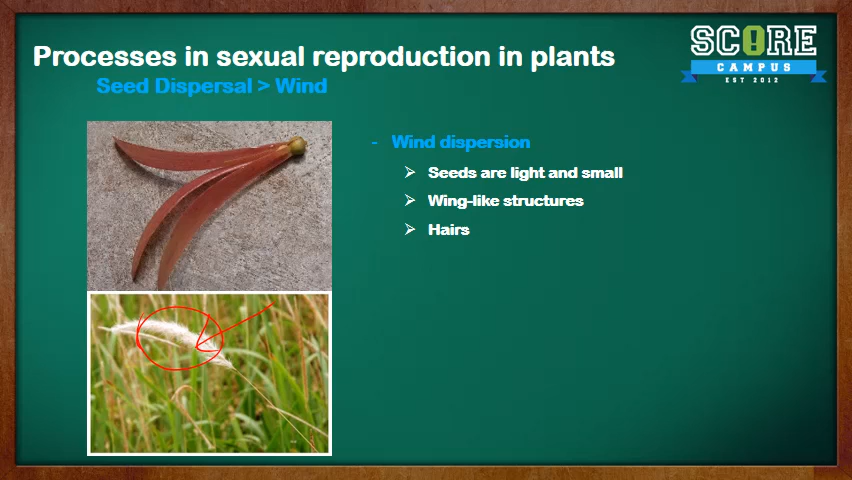 Processes in sexual reproduction in plants
Seed Dispersal > Wind
SCORE
CAMPUS
EST 2012
- Wind dispersion
➢ Seeds are light and small
➢ Wing-like structures
➢ Hairs